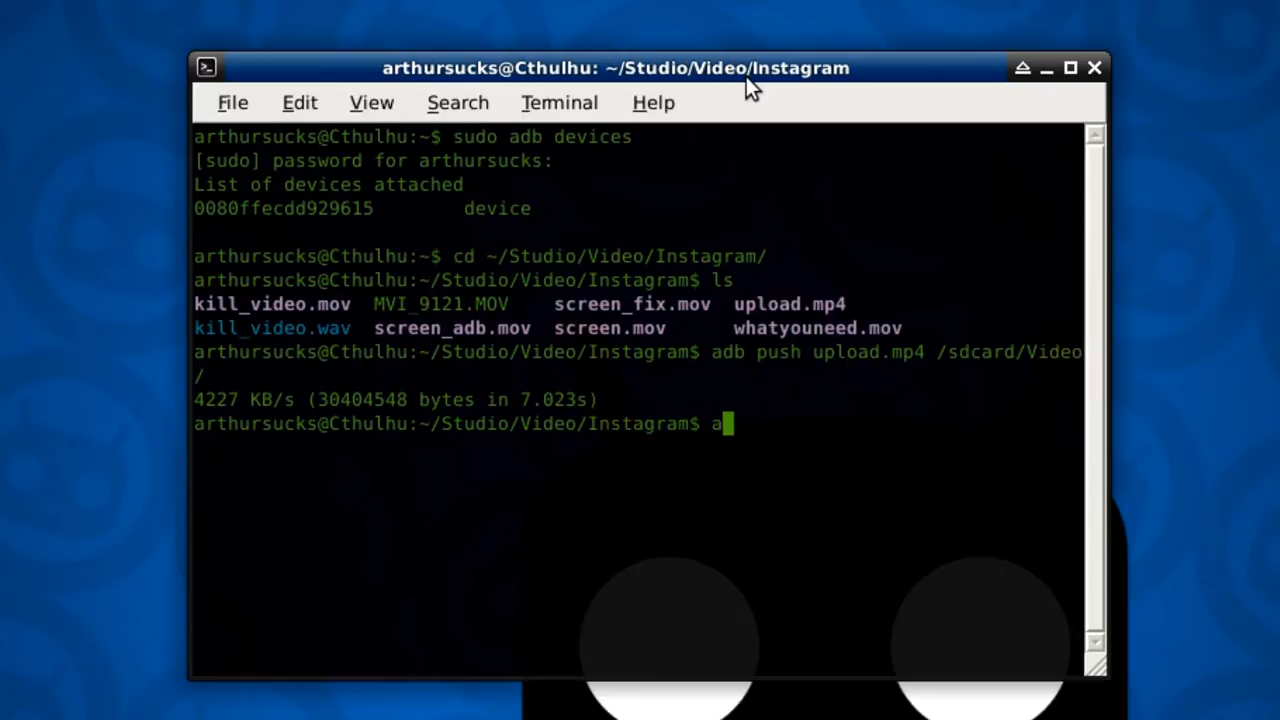 arthursucks@Cthulhu: ~/Studio/Video/Instagram
File Edit View Search Terminal Help
arthursucks@Cthulhu:~$ sudo adb devices
[sudo] password for arthursucks:
List of devices attached
0080ffecdd929615 device
arthursucks@Cthulhu:~$ cd ~/Studio/Video/Instagram/
arthursucks@Cthulhu:~/Studio/Video/Instagram$ ls
kill_video.mov MVI_9121.MOV screen_fix.mov upload.mp4
kill_video.wav screen_adb.mov screen.mov whatyouneed.mov
arthursucks@Cthulhu:~/Studio/Video/Instagram$ adb push upload.mp4 /sdcard/Video
/
4227 KB/s (30404548 bytes in 7.023s)
arthursucks@Cthulhu:~/Studio/Video/Instagram$ a